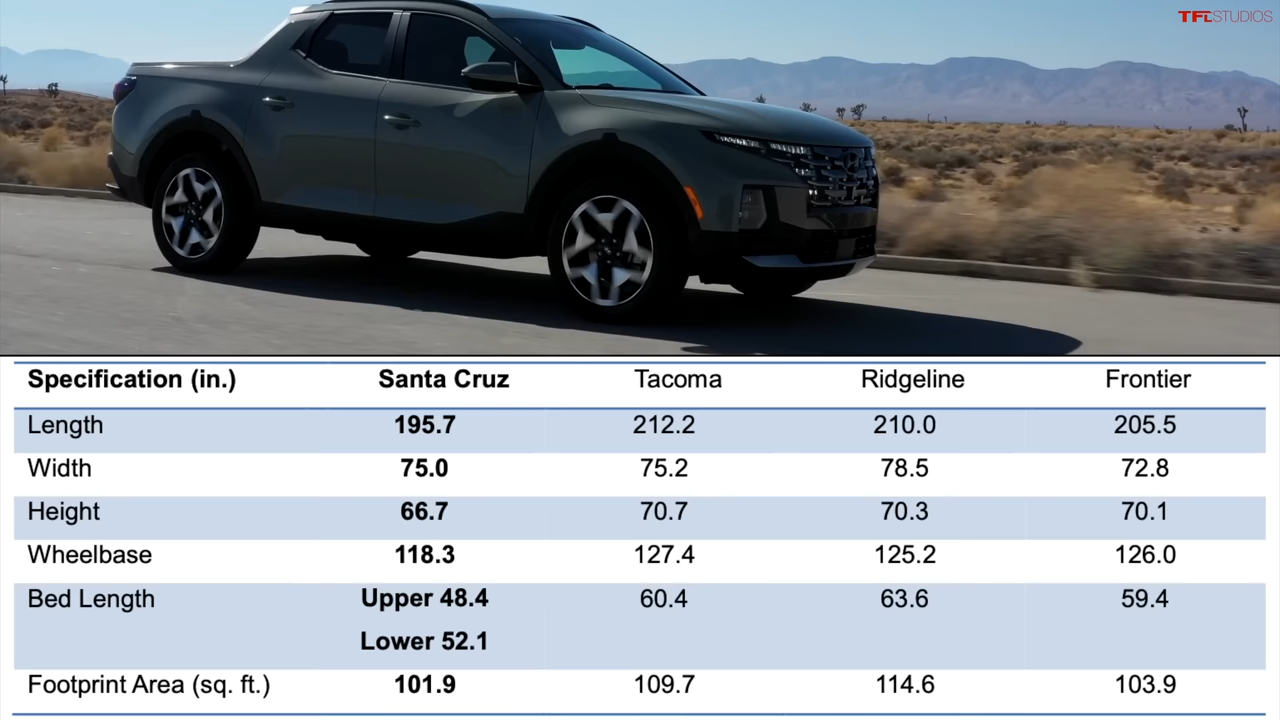 TFLSTUDIOS
Specification (in.) Santa Cruz Tacoma Ridgeline Frontier
Length 195.7 212.2 210.0 205.5
Width 75.0 75.2 78.5 72.8
Height 66.7 70.7 70.3 70.1
Wheelbase 118.3 127.4 125.2 126.0
Bed Length Upper 48.4 60.4 63.6 59.4
Lower 52.1
Footprint Area (sq. ft.) 101.9 109.7 114.6 103.9